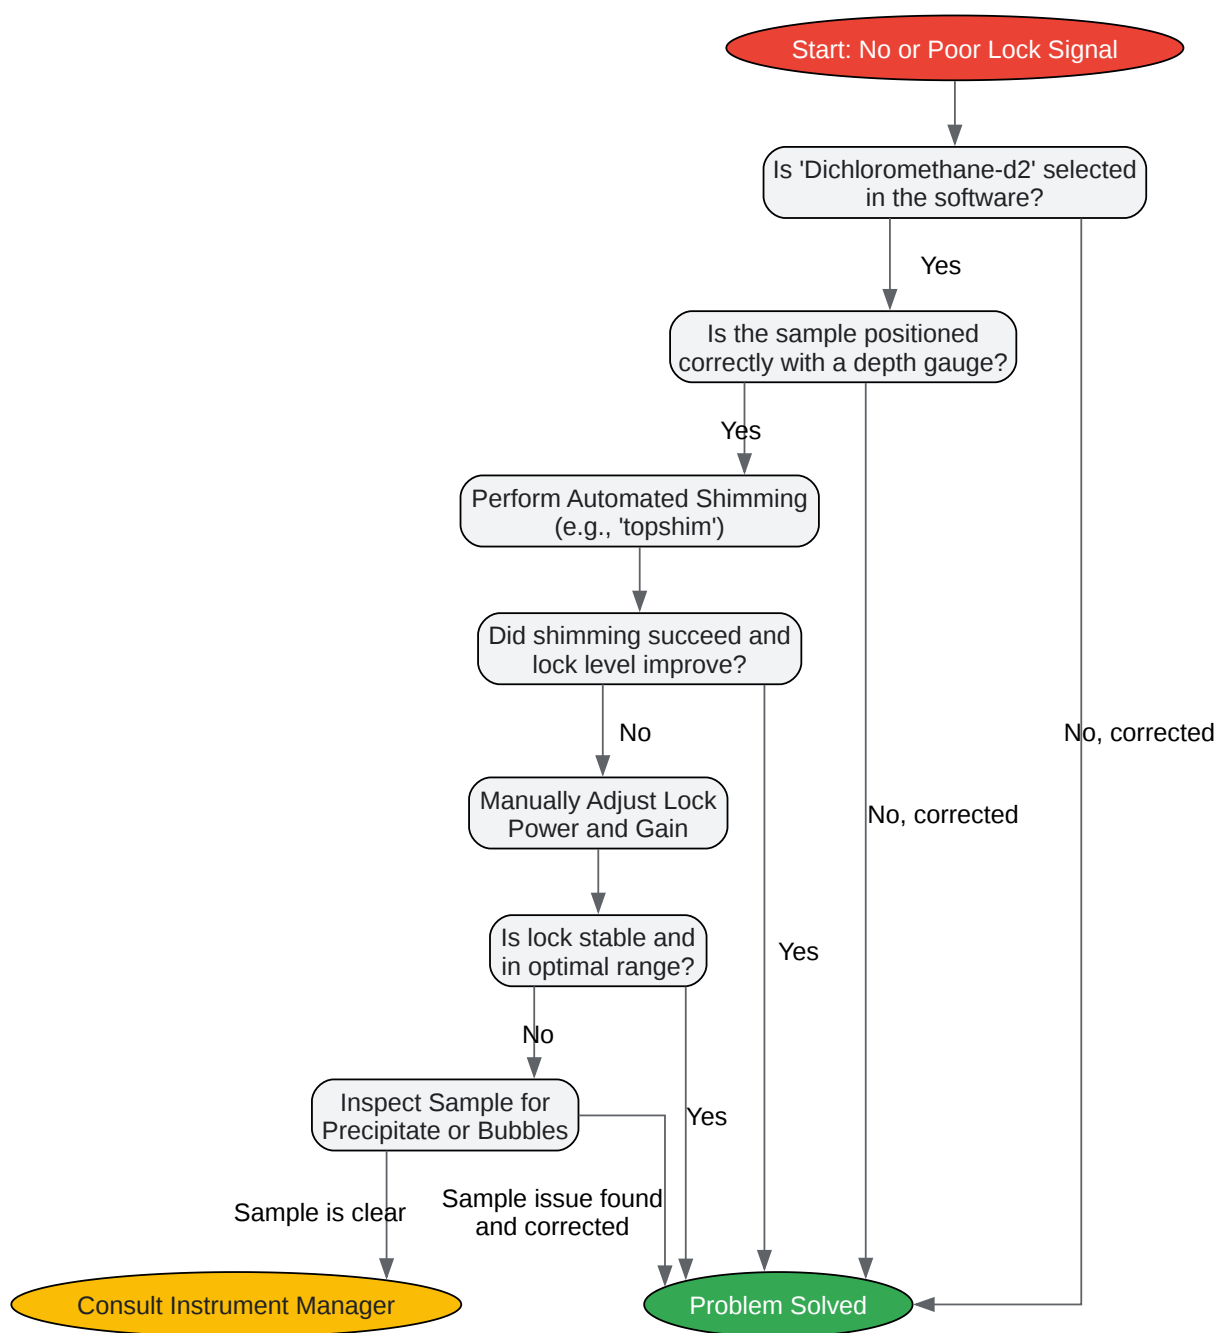 Start: No or Poor Lock Signal
Is 'Dichloromethane-d2' selected
in the software?
Yes
Is the sample positioned
correctly with a depth gauge?
Yes
Perform Automated Shimming
(e.g., 'topshim')
Did shimming succeed and
lock level improve?
No
No, corrected
Manually Adjust Lock
Power and Gain
No, corrected
Is lock stable and
in optimal range?
Yes
No
Inspect Sample for
Precipitate or Bubbles
Yes
Sample is clear
Sample issue found
and corrected
Consult Instrument Manager
Problem Solved